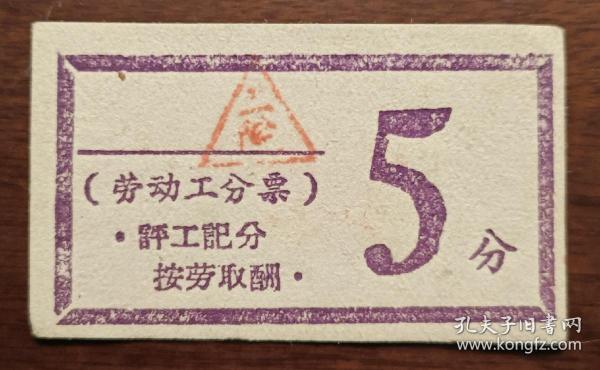 (劳动工分票)
·評工記分
按劳取酬·
5分
孔夫子旧书网
www.kongfz.com